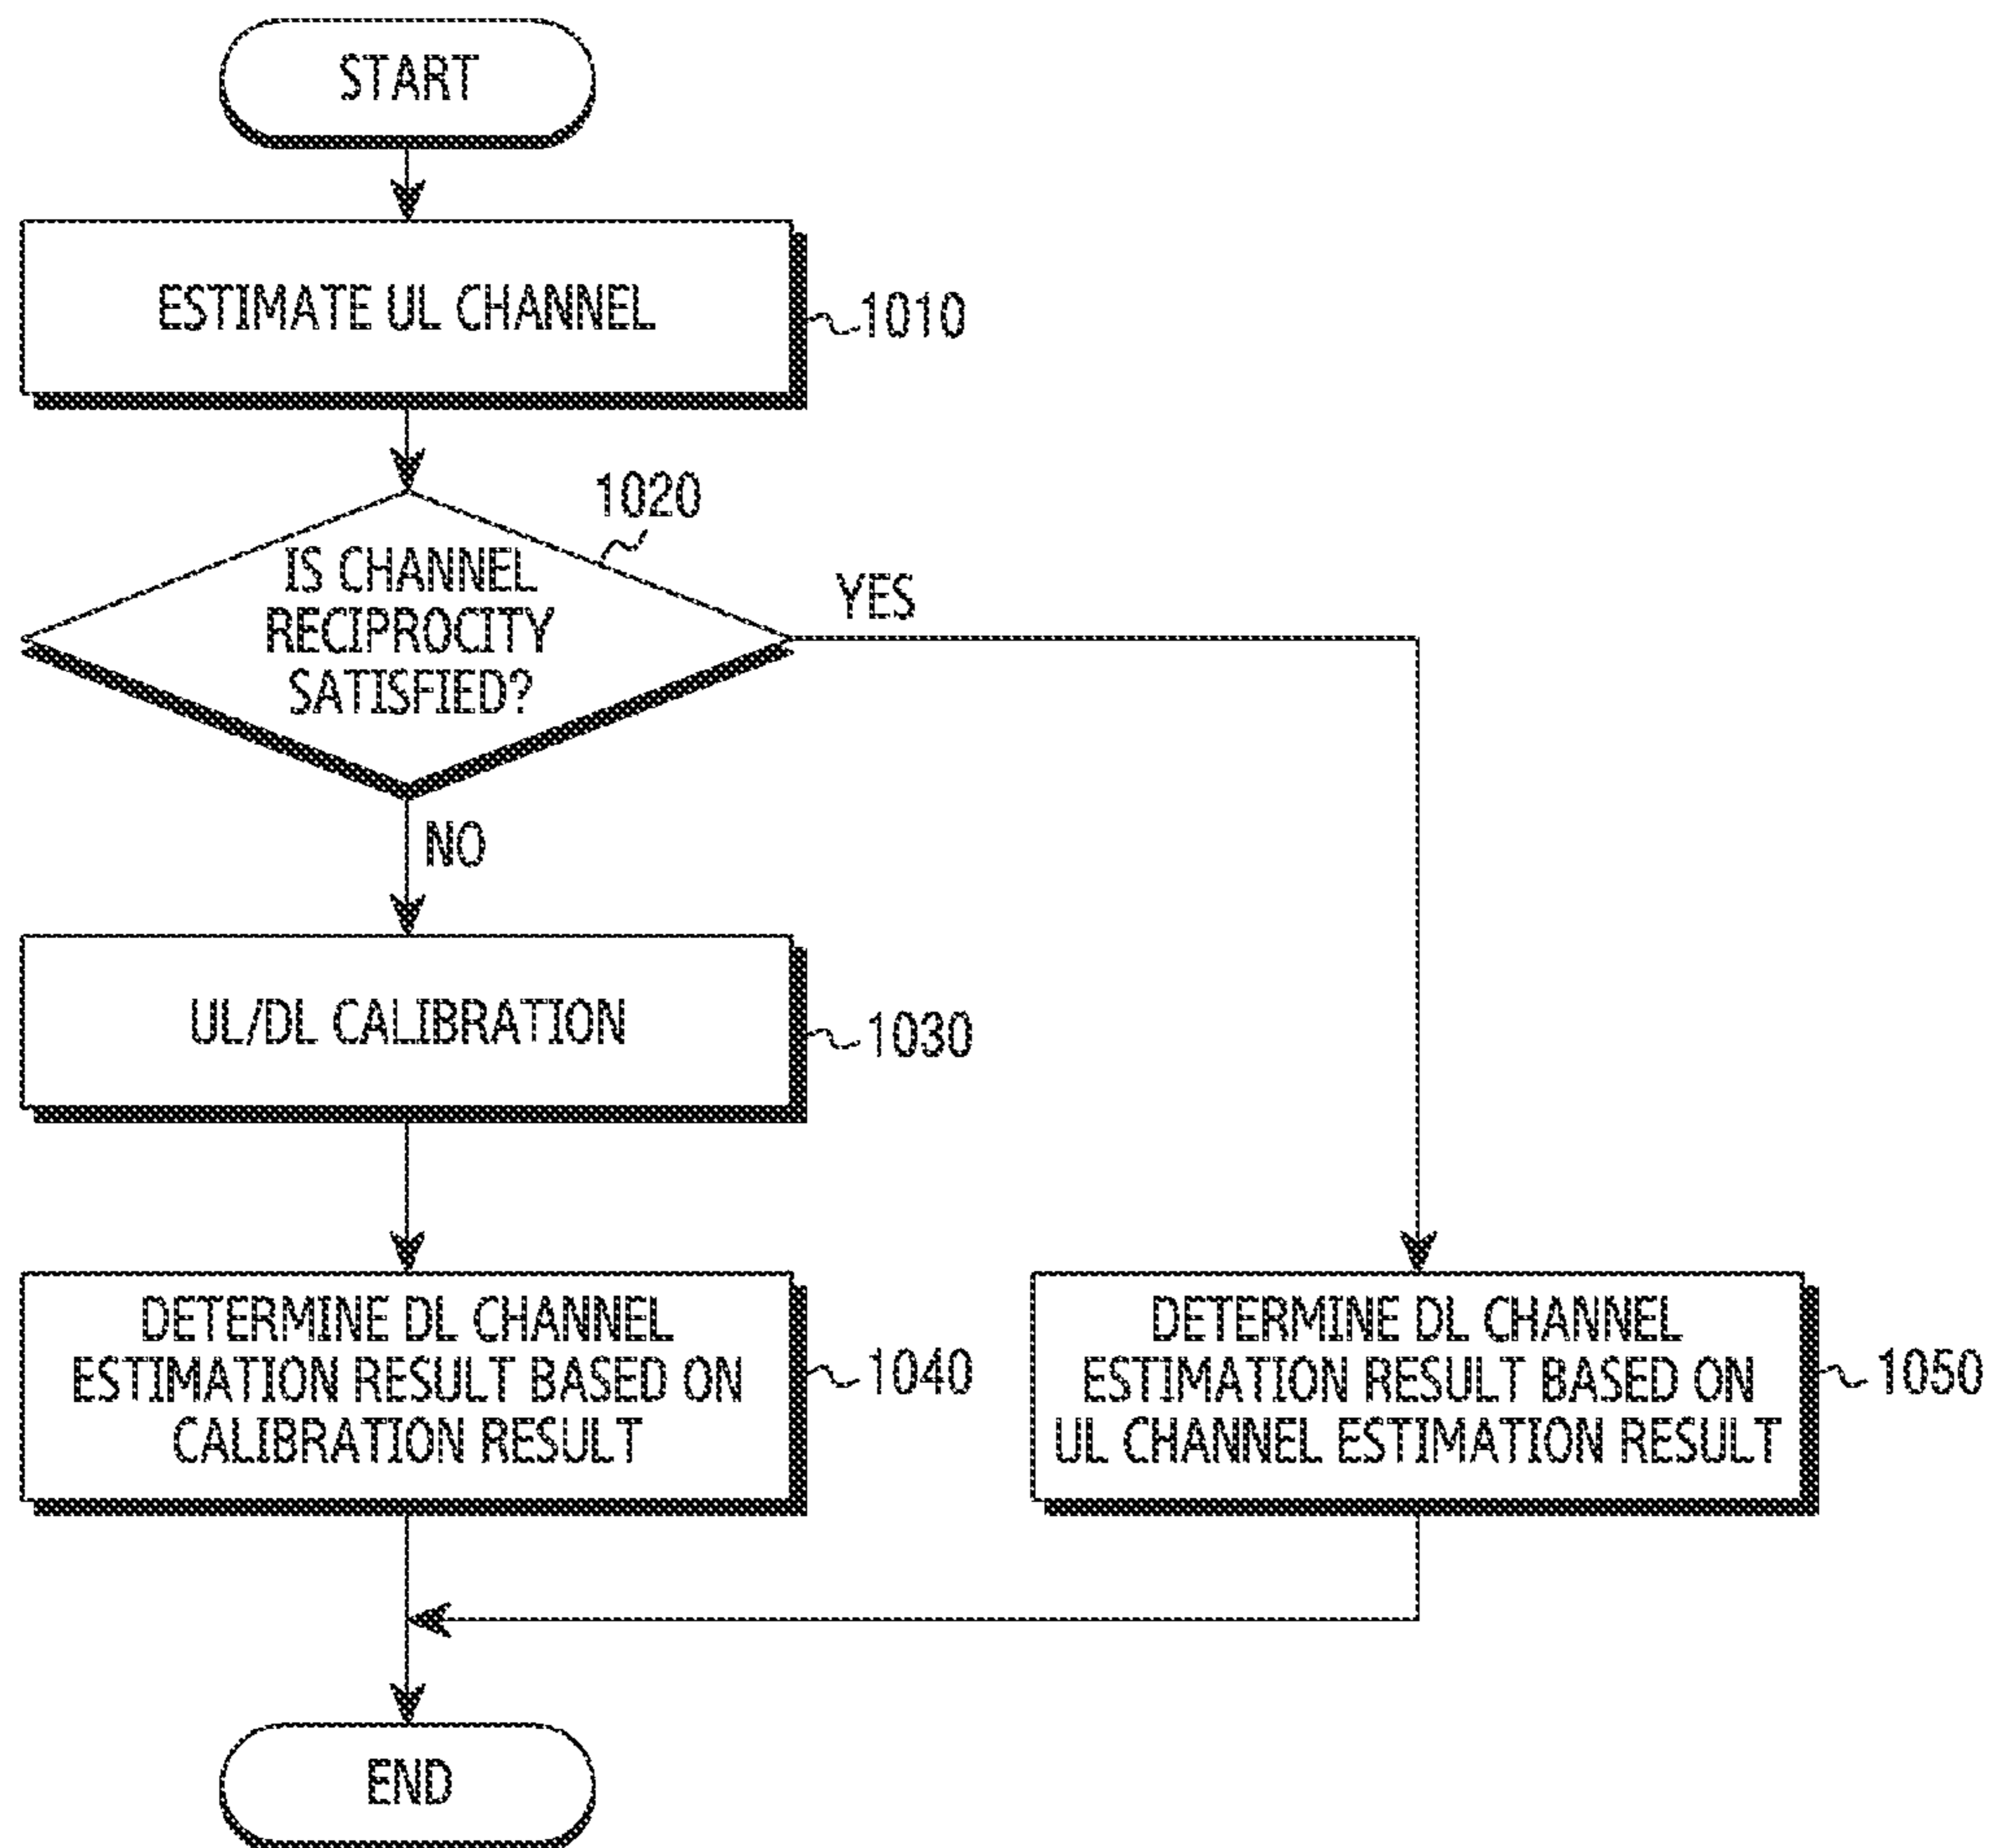 START
ESTIMATE UL CHANNEL
1010
1020
IS CHANNEL
RECIPROCITY
SATISFIED?
YES
NO
UL/DL CALIBRATION
1030
DETERMINE DL CHANNEL
ESTIMATION RESULT BASED ON
CALIBRATION RESULT
1040
DETERMINE DL CHANNEL
ESTIMATION RESULT BASED ON
UL CHANNEL ESTIMATION RESULT
1050
END